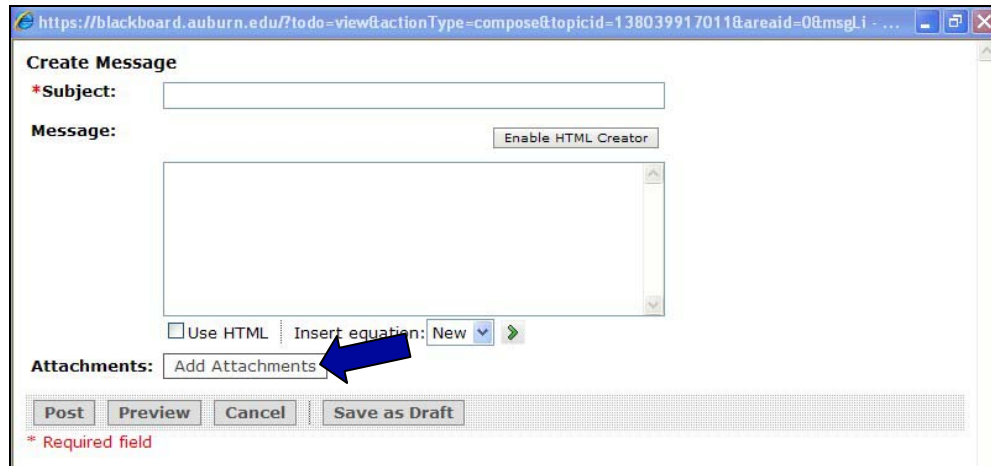 https://blackboard.auburn.edu/?todo=view&actionType=compose&topicid=138039917011&areaid=0&msgLi - ...
Create Message
*Subject:
Message:
Enable HTML Creator
Use HTML Insert equation: New
Attachments: Add Attachments
Post Preview Cancel Save as Draft
* Required field